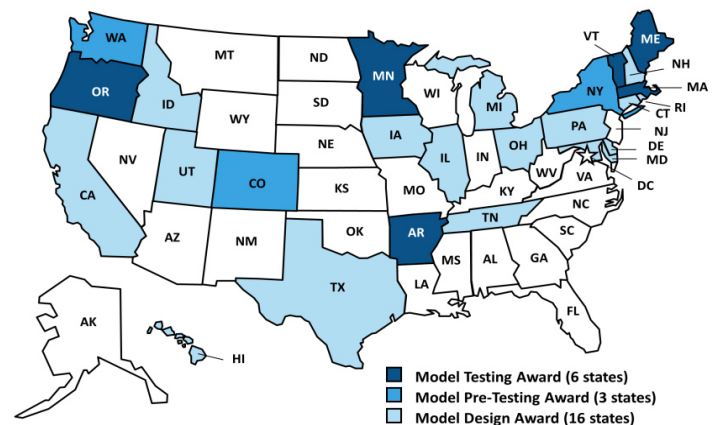 WA
VT
ME
MT
ND
MN
NH
OR
MA
ID
SD
WI
NY
RI
MI
CT
WY
PA
NJ
IA
NE
OH
DE
NV
IL
IN
MD
UT
WV
CO
VA
DC
CA
KS
MO
KY
NC
TN
AZ
OK
NM
AR
SC
MS
AL
GA
LA
TX
AK
FL
HI
Model Testing Award (6 states)
Model Pre-Testing Award (3 states)
Model Design Award (16 states)